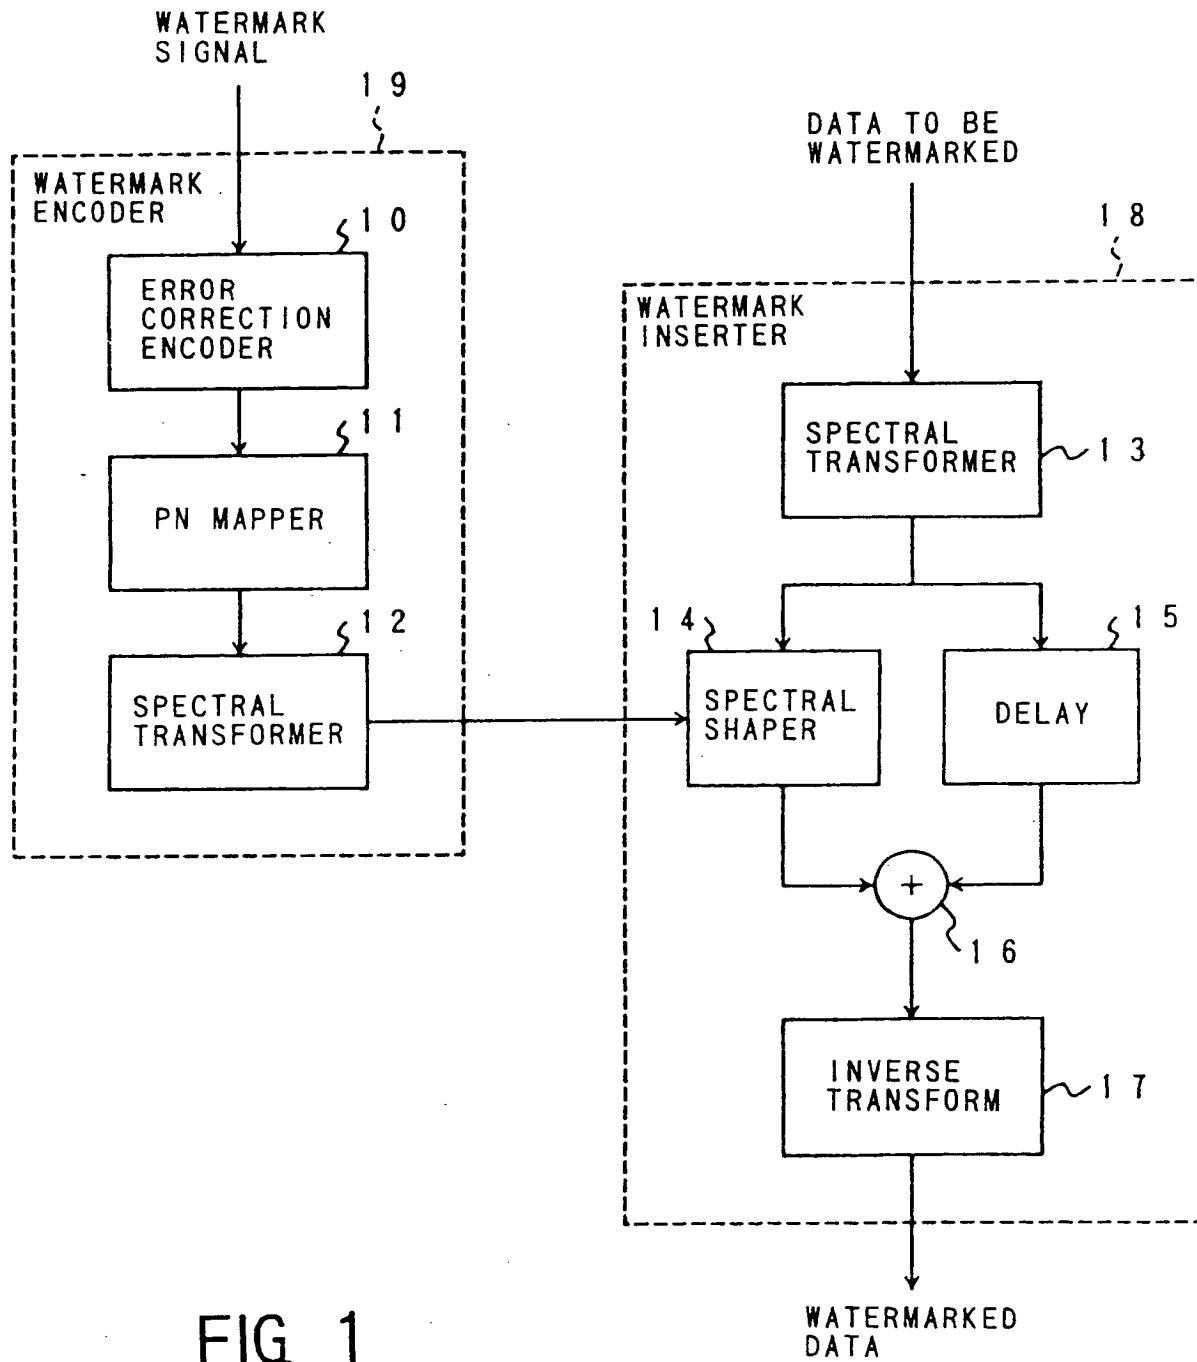 WATERMARK
SIGNAL
19
WATERMARK
ENCODER
10
ERROR
CORRECTION
ENCODER
11
PN MAPPER
12
SPECTRAL
TRANSFORMER
DATA TO BE
WATERMARKED
18
WATERMARK
INSERTER
SPECTRAL
TRANSFORMER
13
14
SPECTRAL
SHAPER
15
DELAY
+
16
INVERSE
TRANSFORM
17
WATERMARKED
DATA
FIG. 1